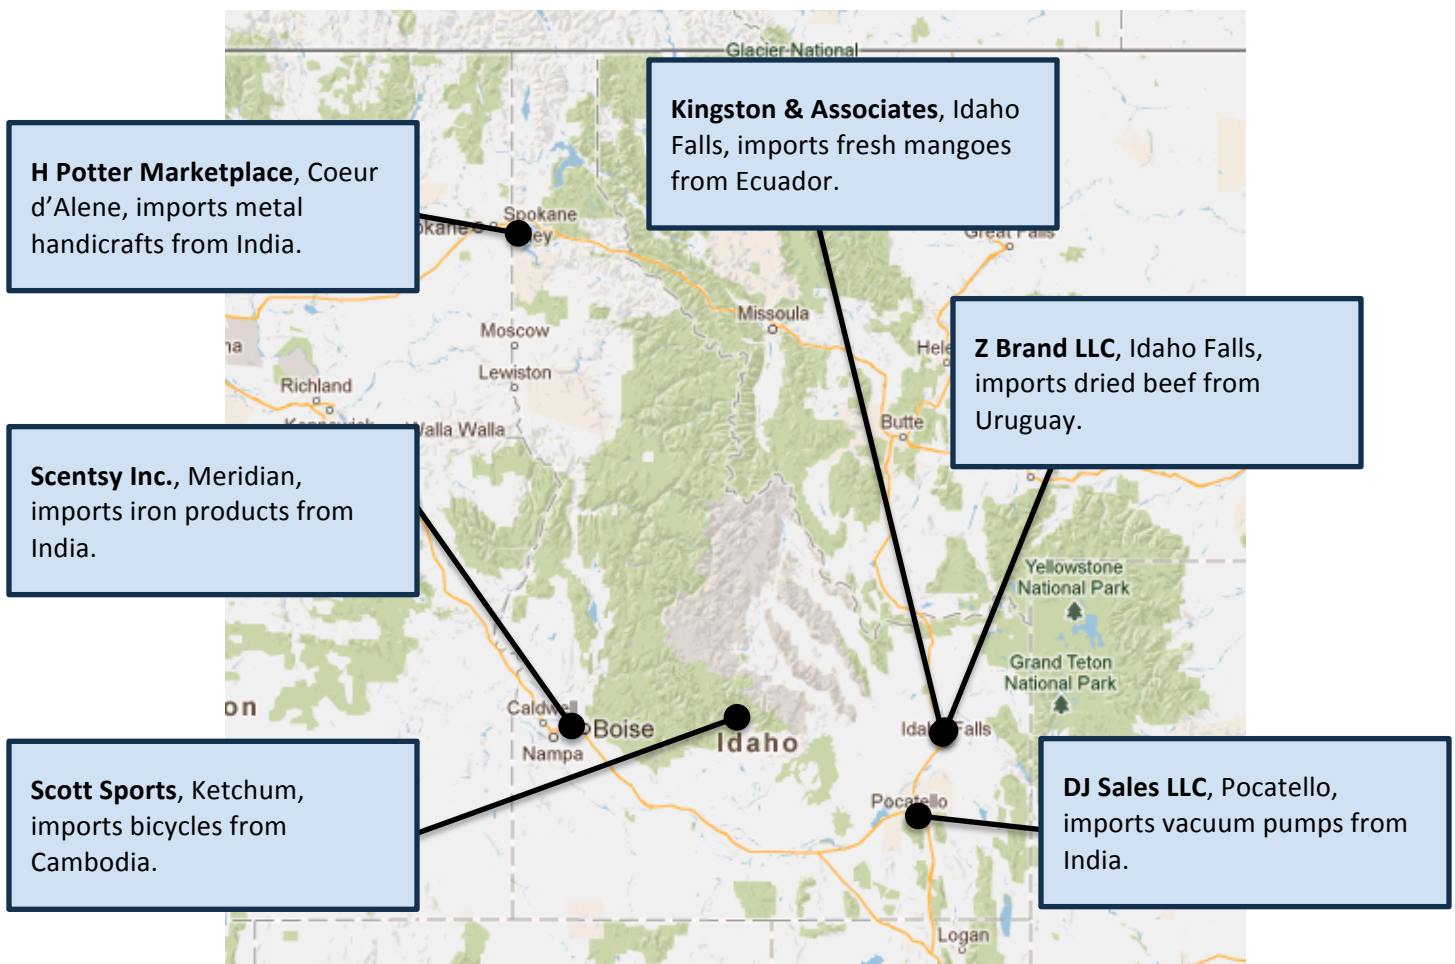 Glacier National
Kingston & Associates, Idaho
Falls, imports fresh mangoes
from Ecuador.
H Potter Marketplace, Coeur
d’Alene, imports metal
handicrafts from India.
Spokane
Great Falls
Missoula
Moscow
Lewiston
Richland
Walla Walla
Butte
Z Brand LLC, Idaho Falls,
imports dried beef from
Uruguay.
Scentsy Inc., Meridian,
imports iron products from
India.
Yellowstone
National Park
Grand Teton
National Park
on
Caldwell
Boise
Nampa
Idaho
Idaho Falls
Scott Sports, Ketchum,
imports bicycles from
Cambodia.
Pocatello
DJ Sales LLC, Pocatello,
imports vacuum pumps from
India.
Logan